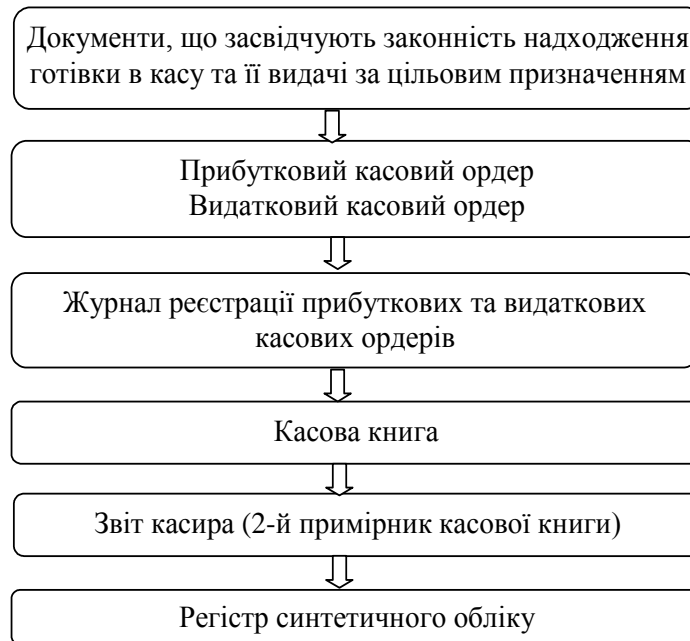 Документи, що засвідчують законність надходження
готівки в касу та її видачі за цільовим призначенням
Прибутковий касовий ордер
Видатковий касовий ордер
Журнал реєстрації прибуткових та видаткових
касових ордерів
Касова книга
Звіт касира (2-й примірник касової книги)
Регістр синтетичного обліку